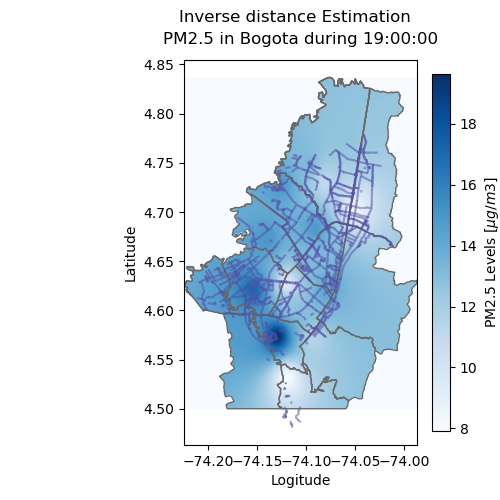 Inverse distance Estimation
PM2.5 in Bogota during 19:00:00
4.85
4.80
4.75
4.70
4.65
4.60
4.55
4.50
Latitude
−74.20 −74.15 −74.10 −74.05 −74.00
Logitude
18
16
14
12
10
8
PM2.5 Levels [μg/m3]